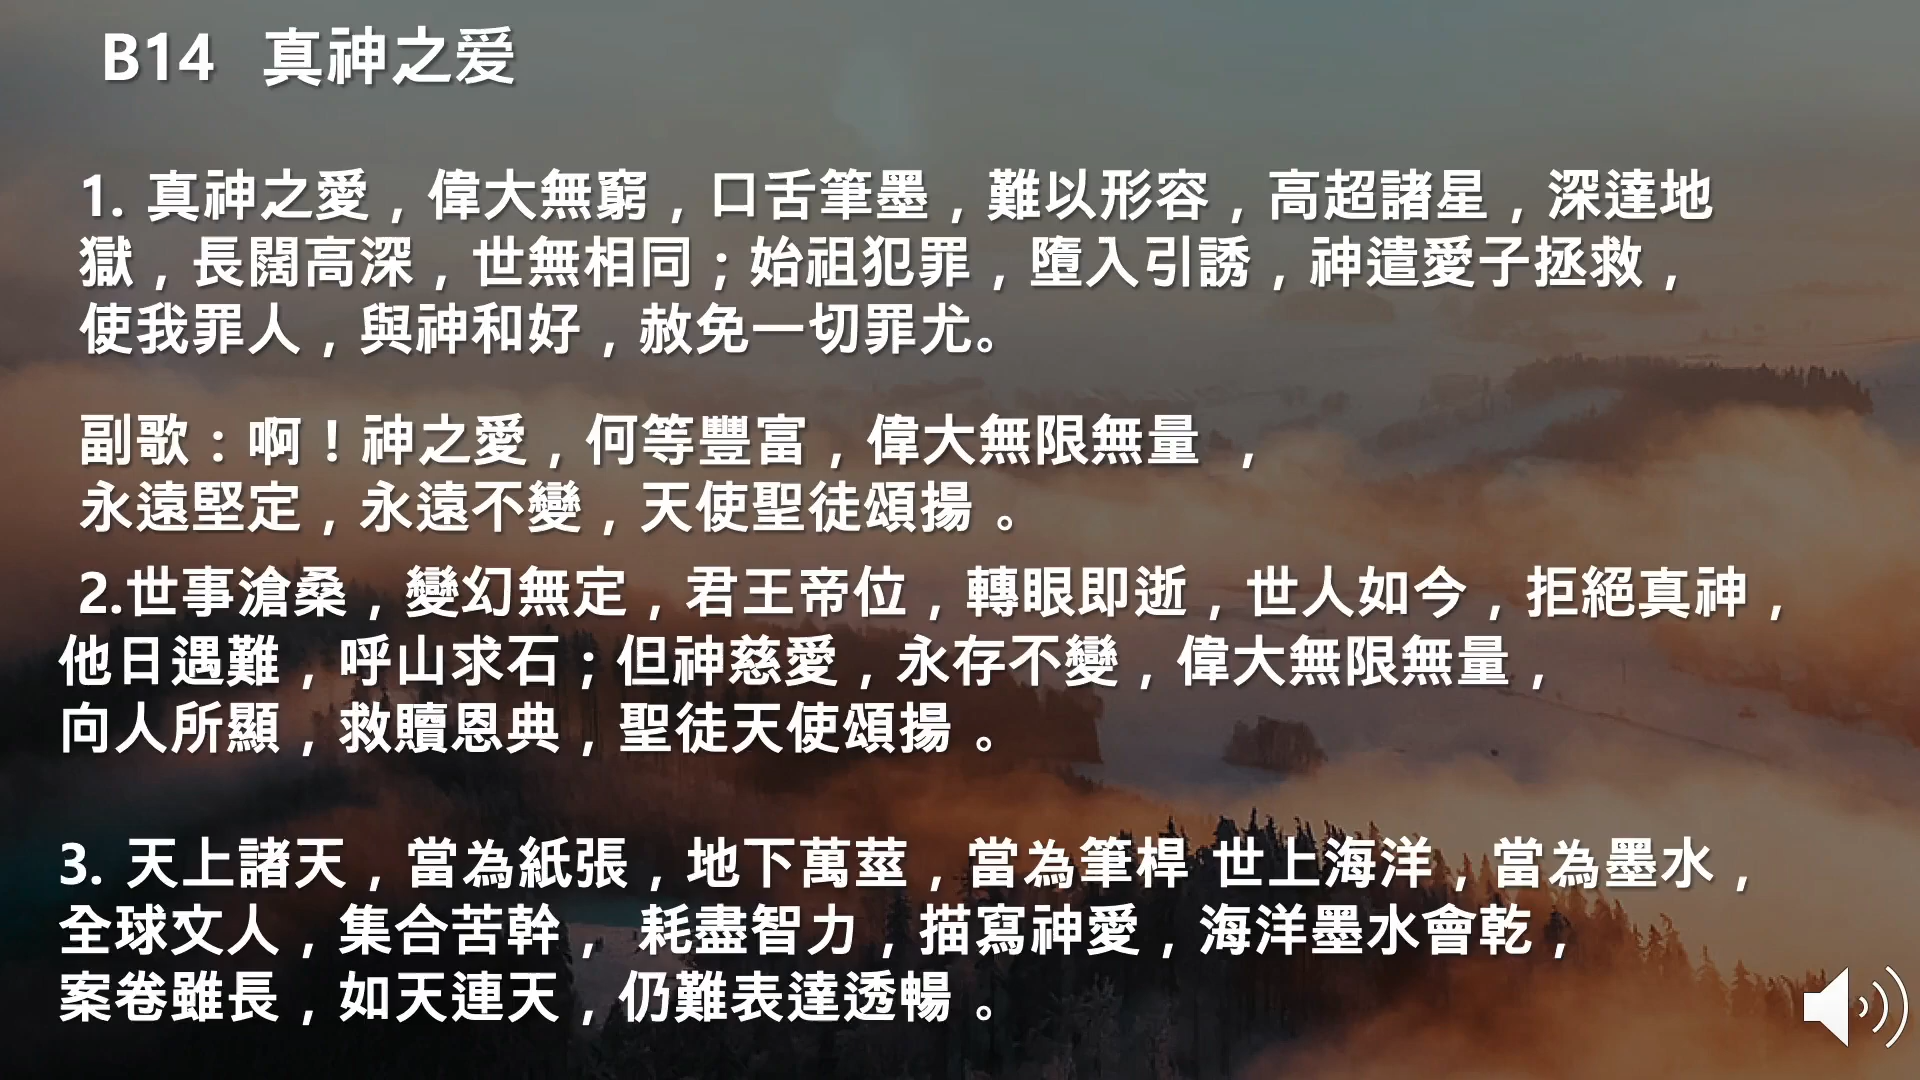 B14 真神之爱
1. 真神之愛，偉大無窮，口舌筆墨，難以形容，高超諸星，深達地
獄，長闊高深，世無相同；始祖犯罪，墮入引誘，神遣愛子拯救，
使我罪人，與神和好，赦免一切罪尤。
副歌：啊！神之愛，何等豐富，偉大無限無量 ，
永遠堅定，永遠不變，天使聖徒頌揚 。
2.世事滄桑，變幻無定，君王帝位，轉眼即逝，世人如今，拒絕真神，
他日遇難，呼山求石；但神慈愛，永存不變，偉大無限無量，
向人所顯，救贖恩典，聖徒天使頌揚 。
3. 天上諸天，當為紙張，地下萬莖，當為筆桿 世上海洋，當為墨水，
全球文人，集合苦幹， 耗盡智力，描寫神愛，海洋墨水會乾，
案卷雖長，如天連天，仍難表達透暢 。